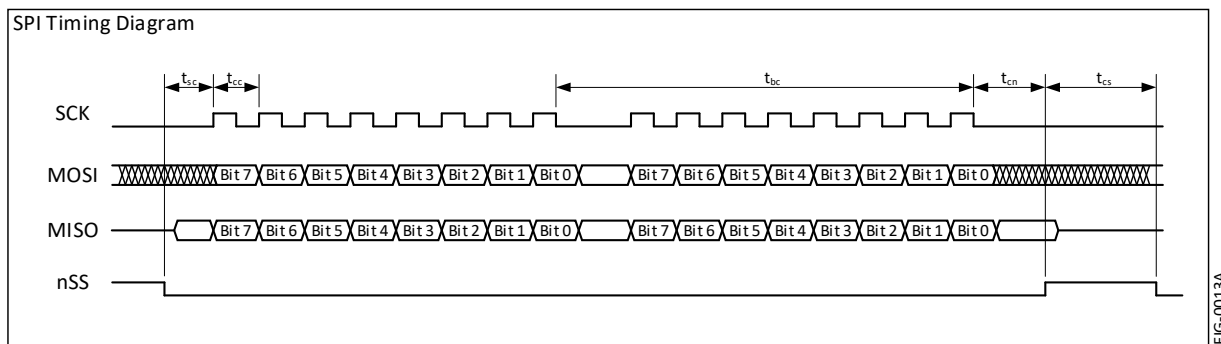 SPI Timing Diagram
tsc tcc tbc tcn tcs
SCK
MOSI Bit 7 Bit 6 Bit 5 Bit 4 Bit 3 Bit 2 Bit 1 Bit 0 Bit 7 Bit 6 Bit 5 Bit 4 Bit 3 Bit 2 Bit 1 Bit 0
MISO Bit 7 Bit 6 Bit 5 Bit 4 Bit 3 Bit 2 Bit 1 Bit 0 Bit 7 Bit 6 Bit 5 Bit 4 Bit 3 Bit 2 Bit 1 Bit 0
nSS
FIG-0013A